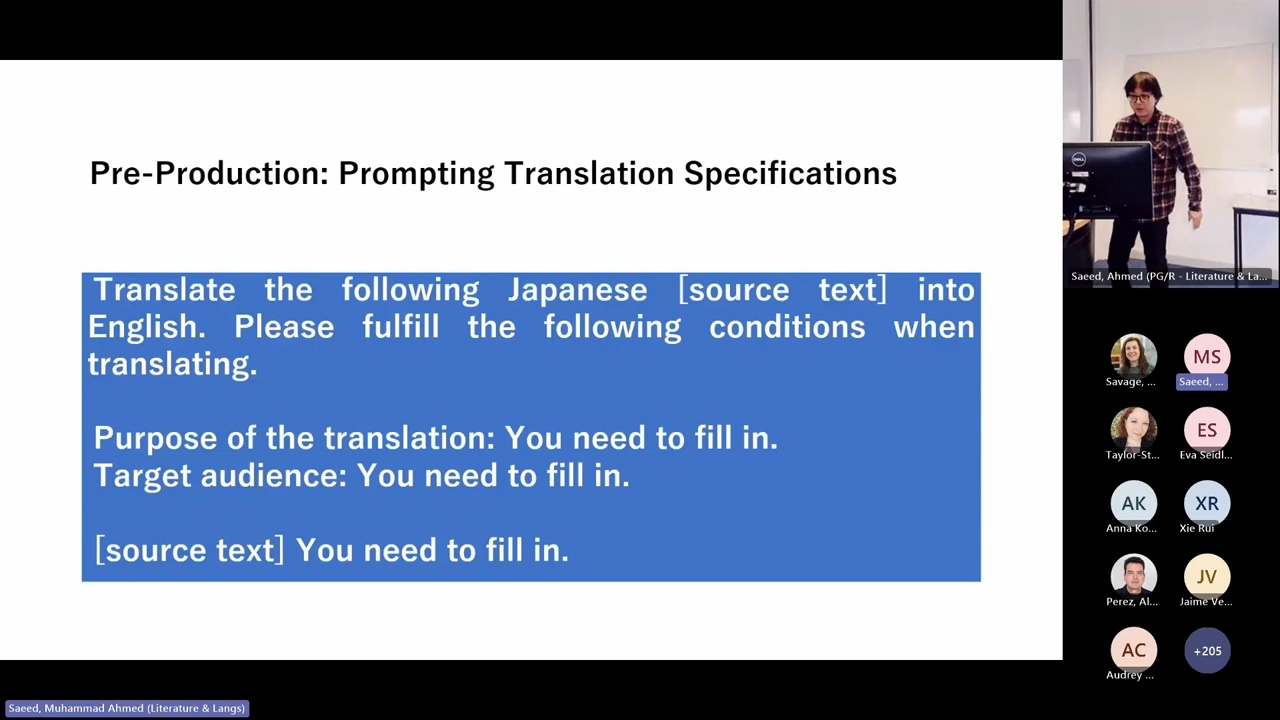 Pre-Production: Prompting Translation Specifications
Translate the following Japanese [source text] into
English. Please fulfill the following conditions when
translating.
Purpose of the translation: You need to fill in.
Target audience: You need to fill in.
[source text] You need to fill in.
DELL
Saeed, Ahmed (PG/R - Literature & La...
Savage, ...
MS
Saeed, ...
Taylor-St...
ES
Eva Seidl...
AK
Anna Ko...
XR
Xie Rui
Perez, Al...
JV
Jaime Ve...
AC
Audrey ...
+205
Saeed, Muhammad Ahmed (Literature & Langs)